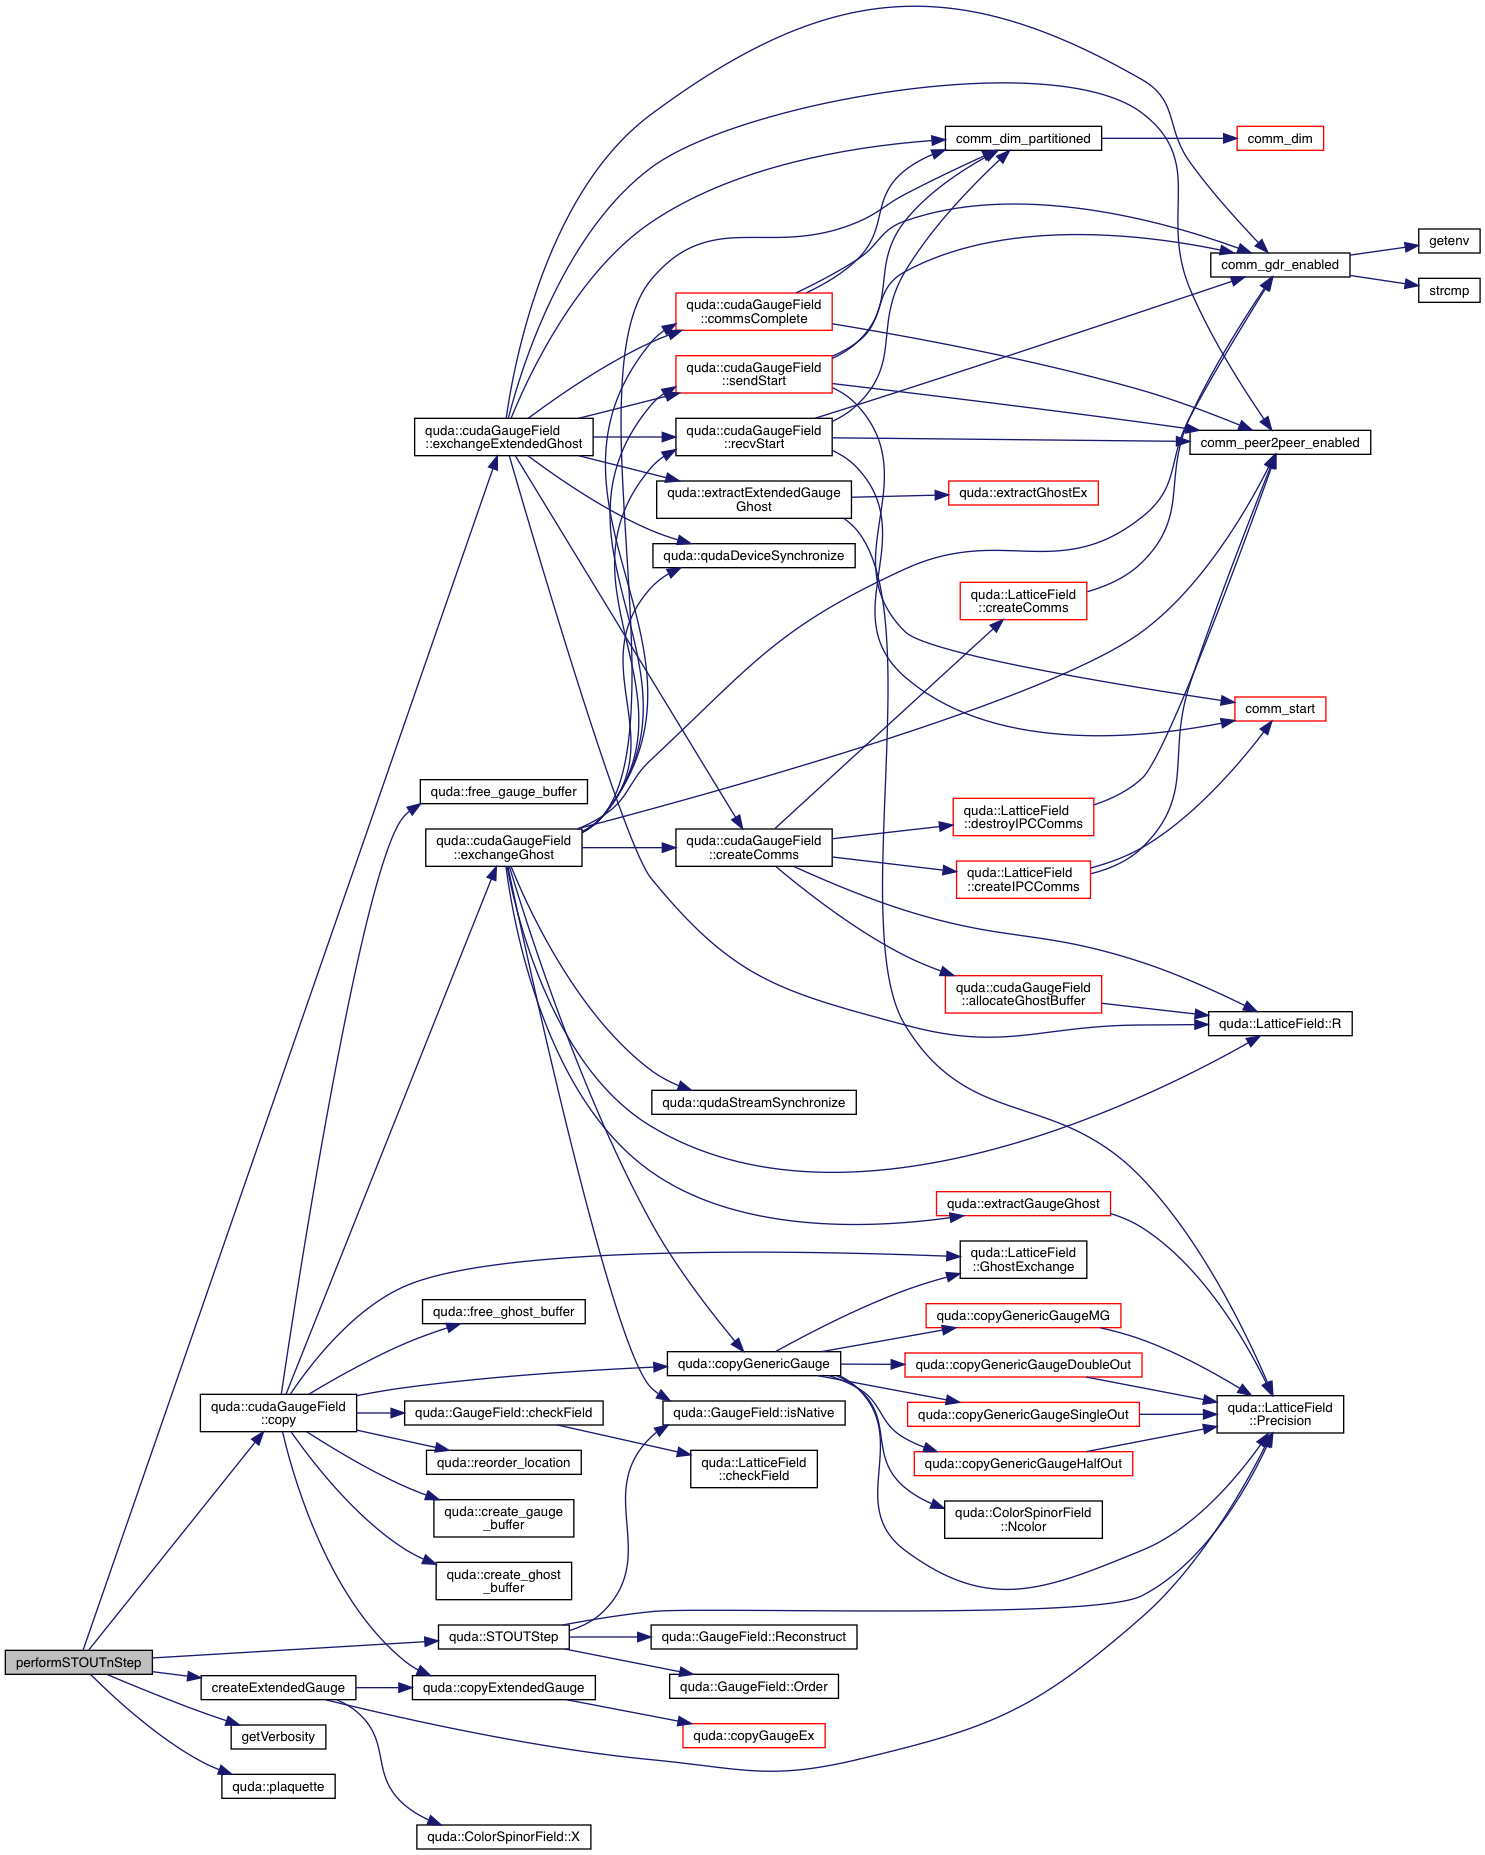 comm_dim_partitioned
comm_dim
getenv
comm_gdr_enabled
strcmp
quda::cudaGaugeField
::commsComplete
quda::cudaGaugeField
::sendStart
quda::cudaGaugeField
::exchangeExtendedGhost
quda::cudaGaugeField
::recvStart
comm_peer2peer_enabled
quda::extractExtendedGauge
Ghost
quda::extractGhostEx
quda::qudaDeviceSynchronize
quda::LatticeField
::createComms
comm_start
quda::free_gauge_buffer
quda::LatticeField
::destroyIPCComms
quda::cudaGaugeField
::exchangeGhost
quda::cudaGaugeField
::createComms
quda::LatticeField
::createIPCComms
quda::cudaGaugeField
::allocateGhostBuffer
quda::LatticeField::R
quda::qudaStreamSynchronize
quda::extractGaugeGhost
quda::LatticeField
::GhostExchange
quda::free_ghost_buffer
quda::copyGenericGaugeMG
quda::copyGenericGauge
quda::copyGenericGaugeDoubleOut
quda::cudaGaugeField
::copy
quda::GaugeField::checkField
quda::GaugeField::isNative
quda::copyGenericGaugeSingleOut
quda::LatticeField
::Precision
quda::reorder_location
quda::LatticeField
::checkField
quda::copyGenericGaugeHalfOut
quda::create_gauge
_buffer
quda::ColorSpinorField
::Ncolor
quda::create_ghost
_buffer
quda::STOUTStep
quda::GaugeField::Reconstruct
performSTOUTnStep
createExtendedGauge
quda::copyExtendedGauge
quda::GaugeField::Order
getVerbosity
quda::copyGaugeEx
quda::plaquette
quda::ColorSpinorField::X